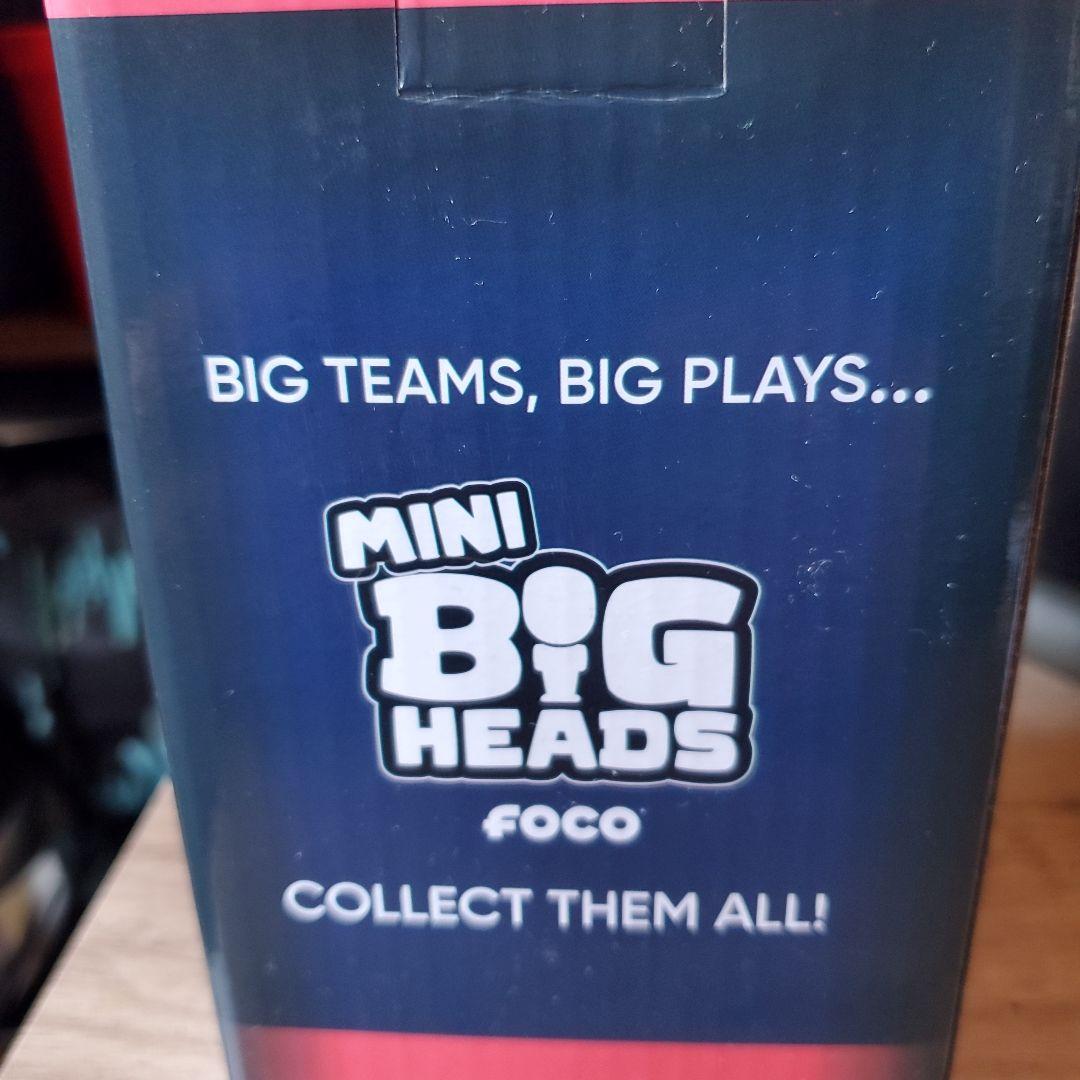 BIG TEAMS, BIG PLAYS...
MINI
BIG
HEADS
FOCO
COLLECT THEM ALL!